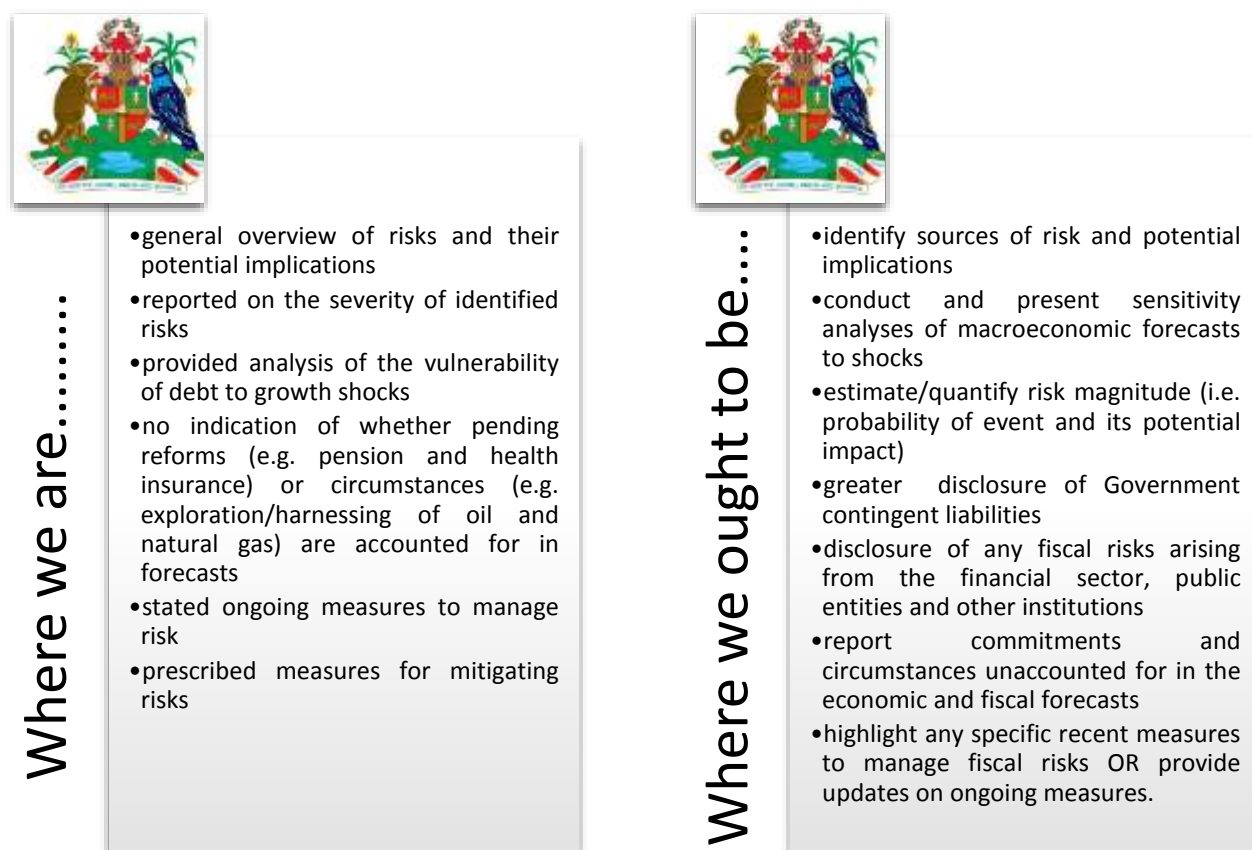 Where we are..........
•general overview of risks and their
potential implications
•reported on the severity of identified
risks
•provided analysis of the vulnerability
of debt to growth shocks
•no indication of whether pending
reforms (e.g. pension and health
insurance) or circumstances (e.g.
exploration/harnessing of oil and
natural gas) are accounted for in
forecasts
•stated ongoing measures to manage
risk
•prescribed measures for mitigating
risks
Where we ought to be....
•identify sources of risk and potential
implications
•conduct and present sensitivity
analyses of macroeconomic forecasts
to shocks
•estimate/quantify risk magnitude (i.e.
probability of event and its potential
impact)
•greater disclosure of Government
contingent liabilities
•disclosure of any fiscal risks arising
from the financial sector, public
entities and other institutions
•report commitments and
circumstances unaccounted for in the
economic and fiscal forecasts
•highlight any specific recent measures
to manage fiscal risks OR provide
updates on ongoing measures.